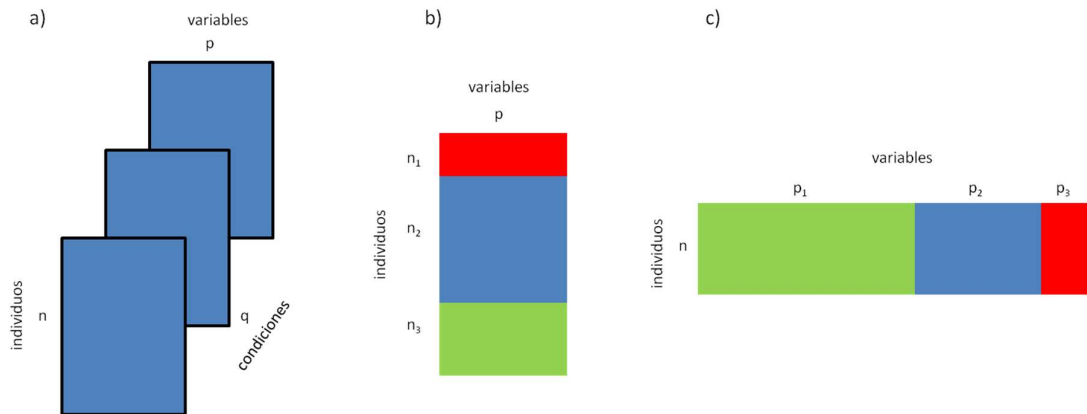 a)
variables
p
individuos
n
q
condiciones
b)
variables
p
n₁
individuos
n₂
n₃
c)
variables
p₁ p₂ p₃
individuos
n